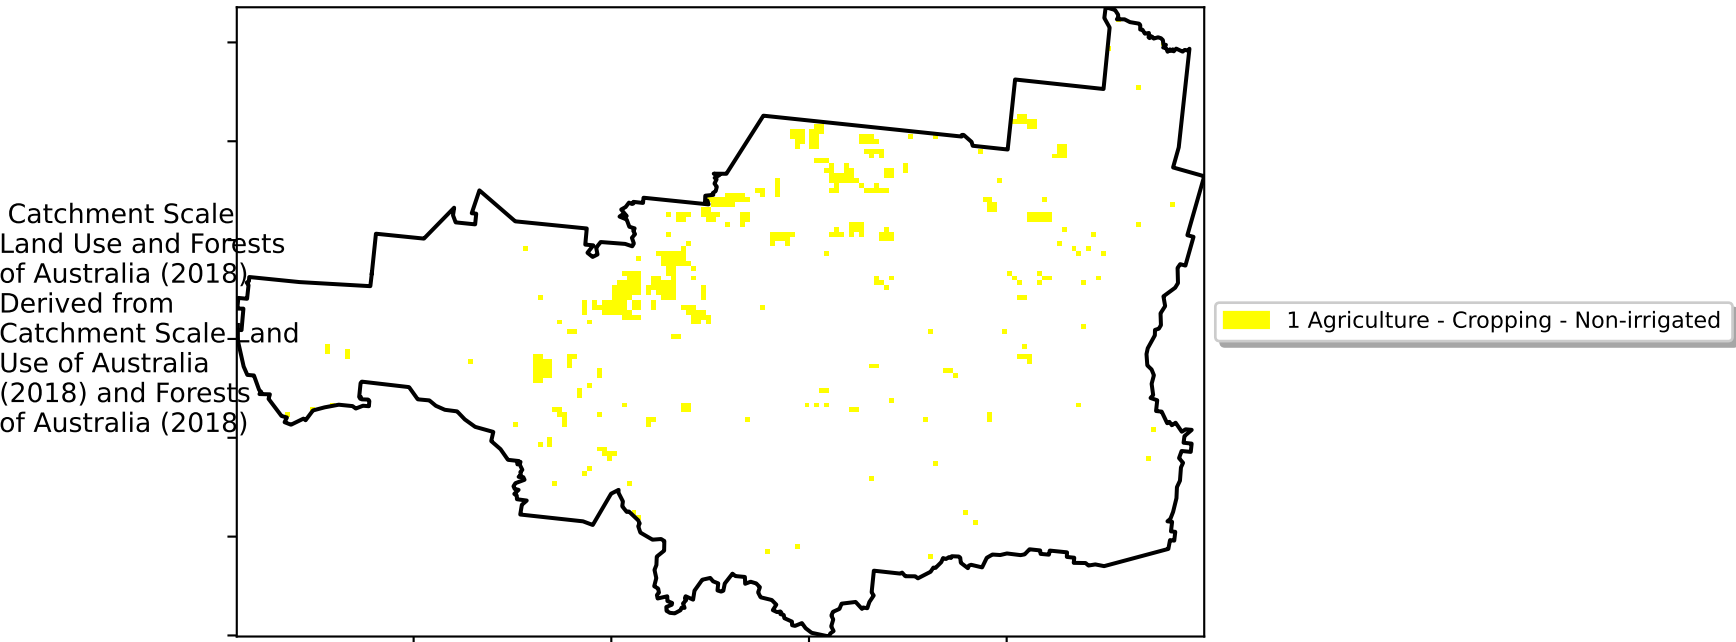 Catchment Scale
Land Use and Forests
of Australia (2018)
Derived from
Catchment Scale Land
Use of Australia
(2018) and Forests
of Australia (2018)
1 Agriculture - Cropping - Non-irrigated